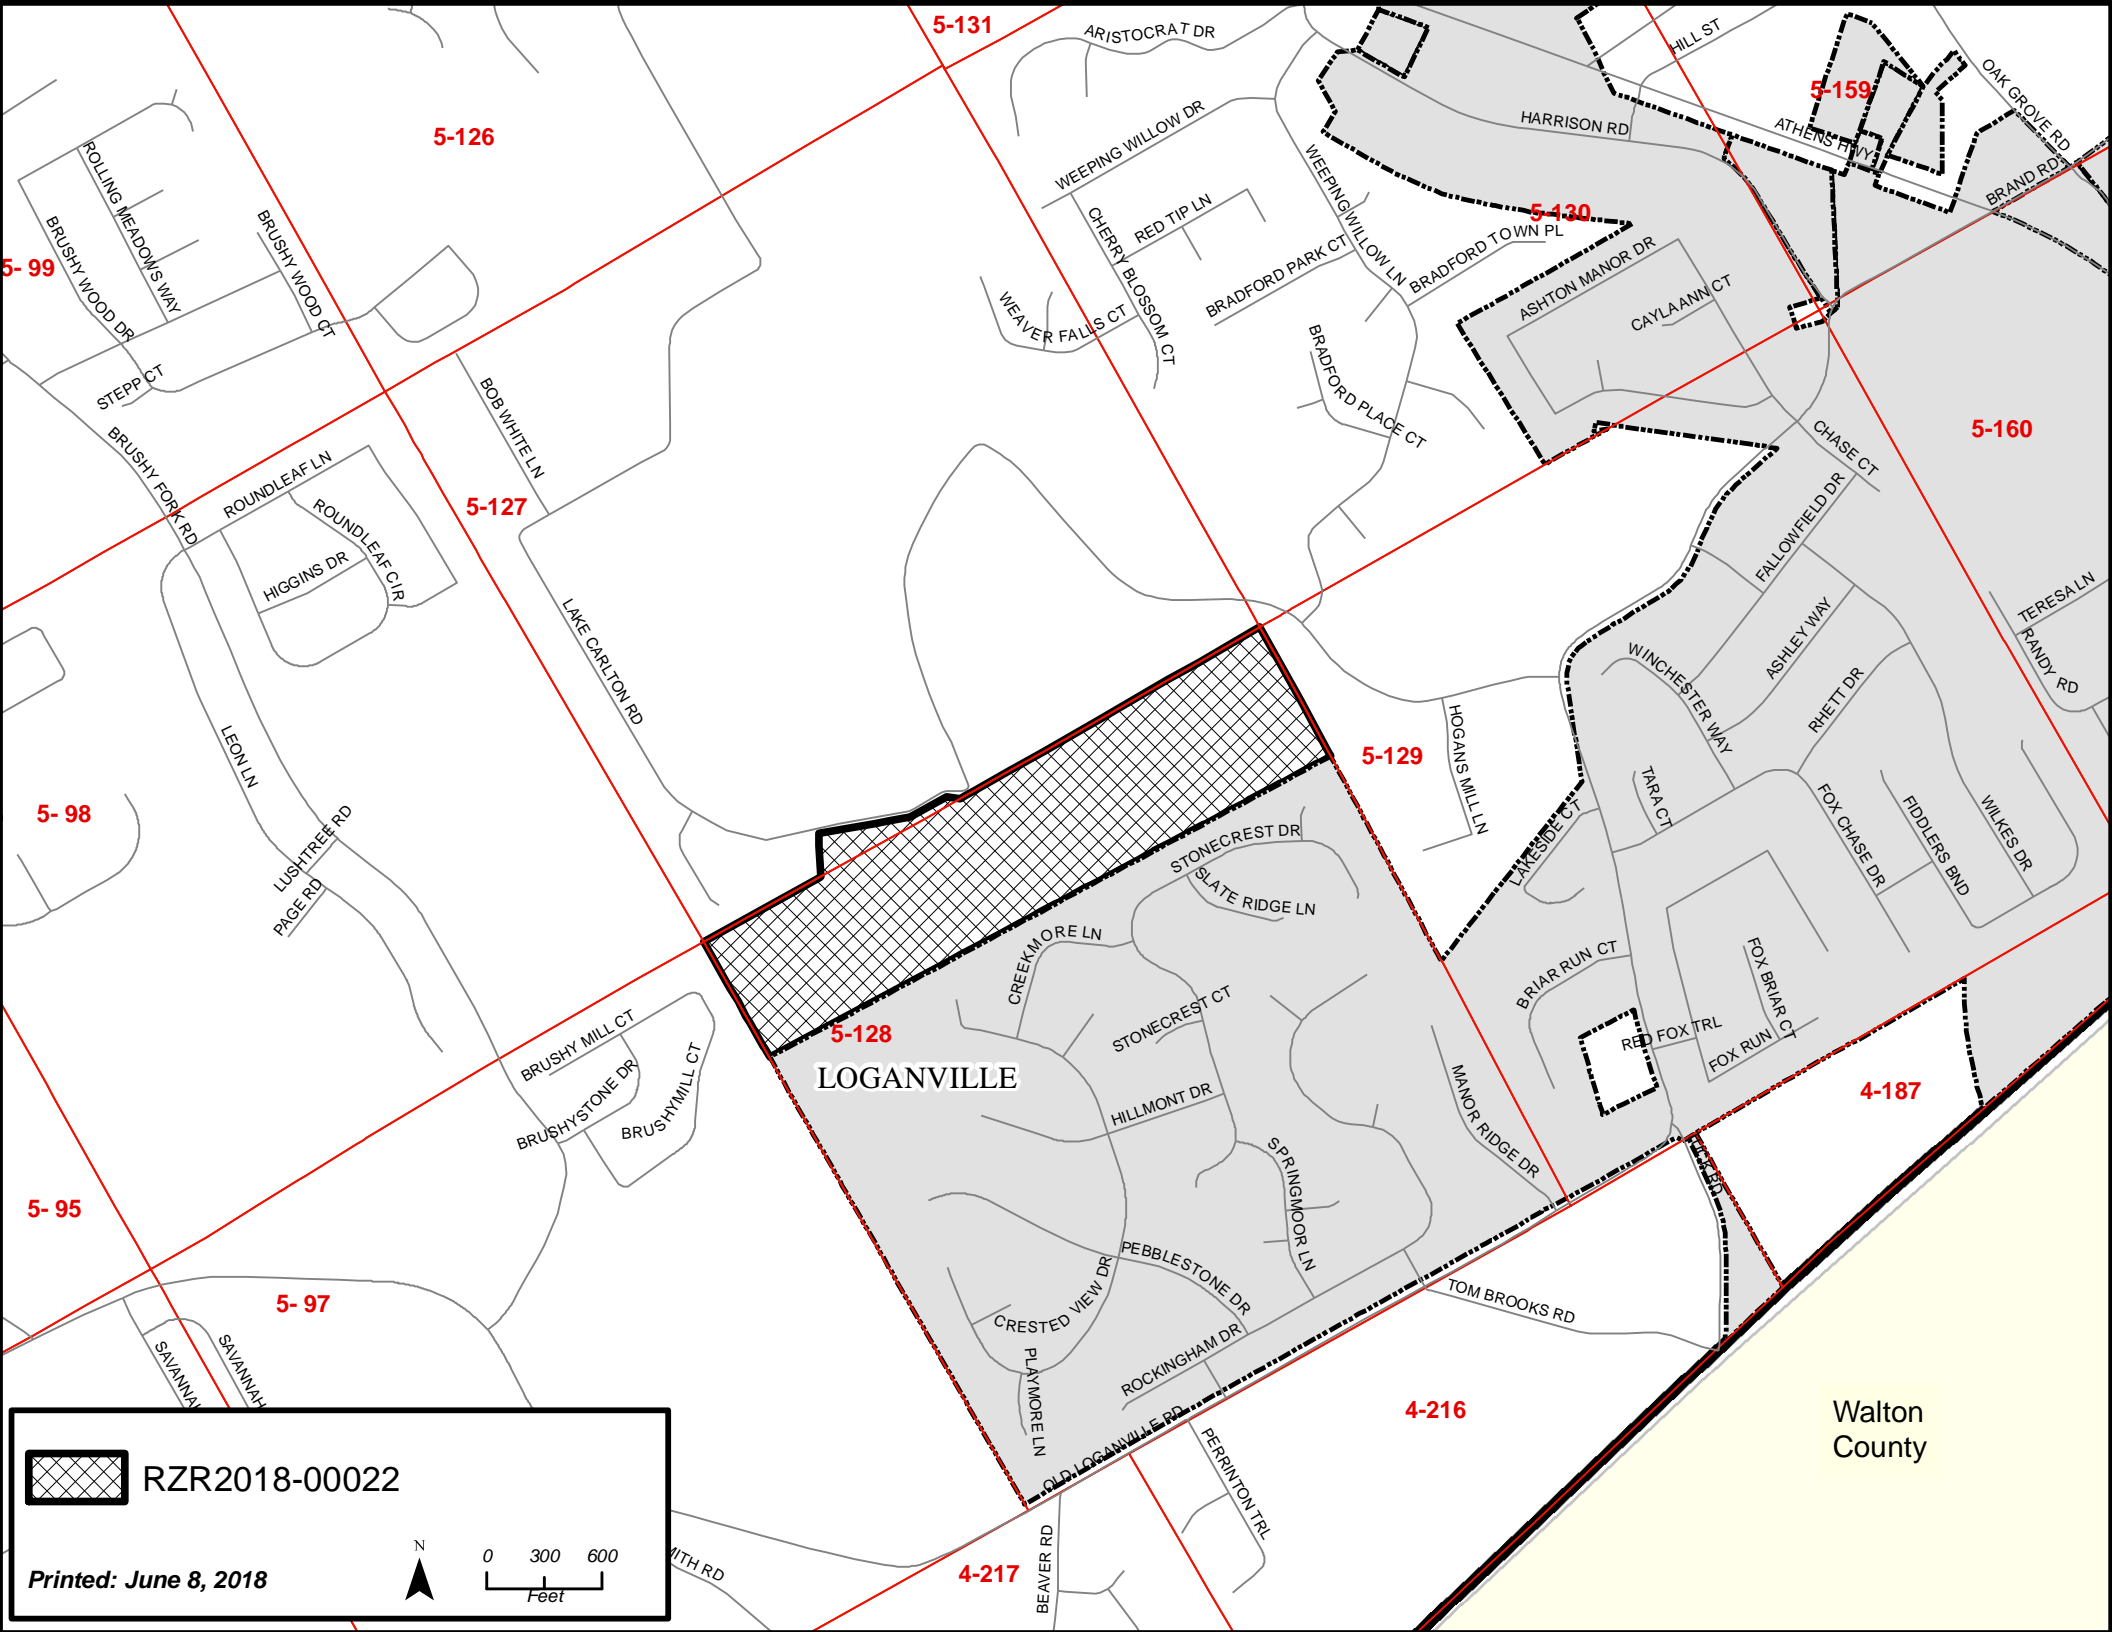 5-131
ARISTOCRAT DR
HILL ST
5-159
OAK GROVE RD
5-126
HARRISON RD
ATHENS HWY
WEEPING WILLOW DR
ROLLING MEADOWS WAY
WEEPING WILLOW LN
BRAND RD
BRUSHY WOOD DR
BRUSHY WOOD CT
CHERRY BLOSSOM CT
RED TIP LN
5-130
BRADFORD TOWN PL
5- 99
BRADFORD PARK CT
ASHTON MANOR DR
CAYLA ANN CT
WEAVER FALLS CT
STEPP CT
BOB WHITE LN
BRADFORD PLACE CT
BRUSHY FORK RD
ROUNDLEAF LN
CHASE CT
5-160
5-127
ROUNDLEAF CIR
HIGGINS DR
FALLOWFIELD DR
TERESA LN
LAKE CARLTON RD
ASHLEY WAY
RANDY RD
WINCHESTER WAY
RHETT DR
LEON LN
HOGANS MILL LN
5-129
TARA CT
5- 98
LUSHTREE RD
PAGE RD
STONECREST DR
SLATE RIDGE LN
LAKESIDE CT
FOX CHASE DR
FIDDLERS BND
WILKES DR
CREEKMORE LN
BRIAR RUN CT
FOX BRIAR CT
5-128
STONECREST CT
RED FOX TRL
FOX RUN
BRUSHY MILL CT
BRUSHYSTONE DR
BRUSHYMILL CT
LOGANVILLE
HILLMONT DR
MANOR RIDGE DR
4-187
SPRINGMOOR LN
5- 95
PEBBLESTONE DR
CRESTED VIEW DR
TOM BROOKS RD
5- 97
ROCKINGHAM DR
PLAYMORE LN
SAVANNAH
SAVANNAH
OLD LOGANVILLE RD
4-216
PERRINTON TRL
Walton
County
BEAVER RD
4-217
RZR2018-00022
N
0 300 600
Feet
Printed: June 8, 2018